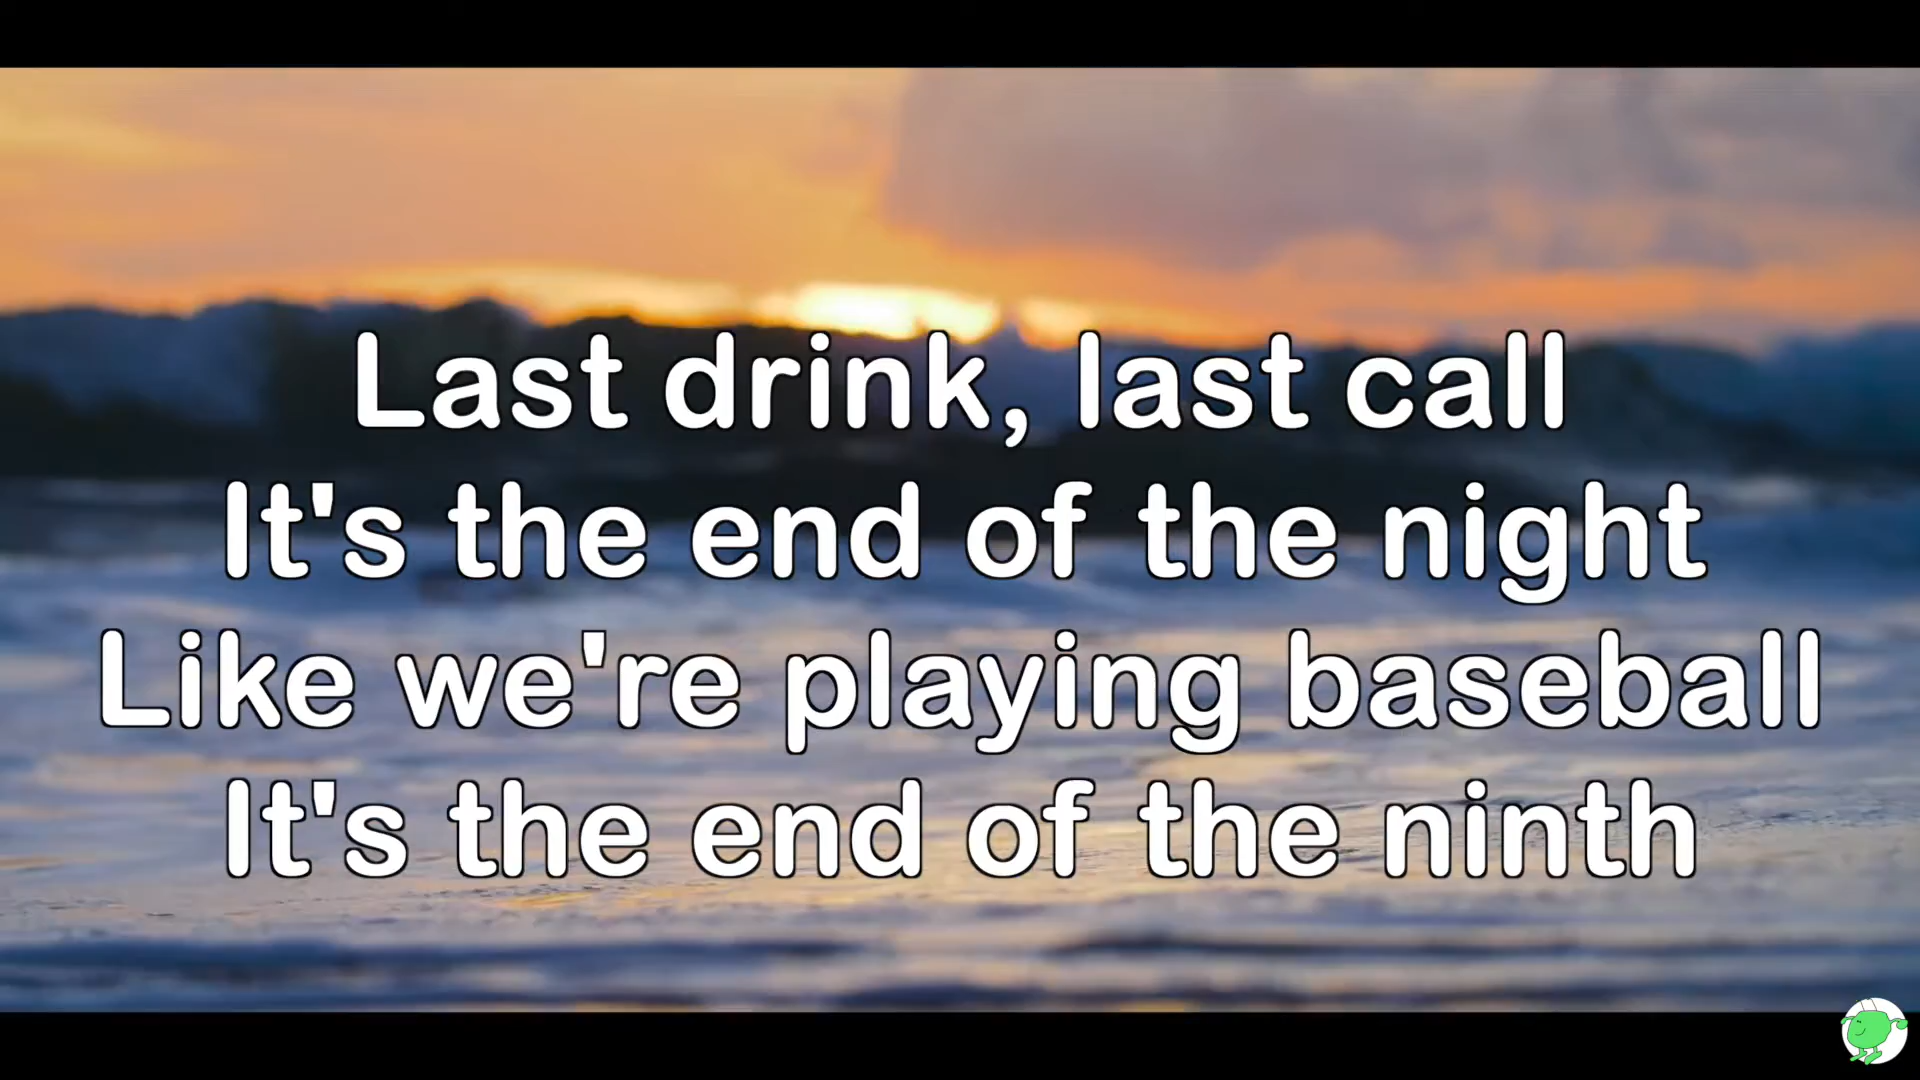 Last drink, last call
It's the end of the night
Like we're playing baseball
It's the end of the ninth